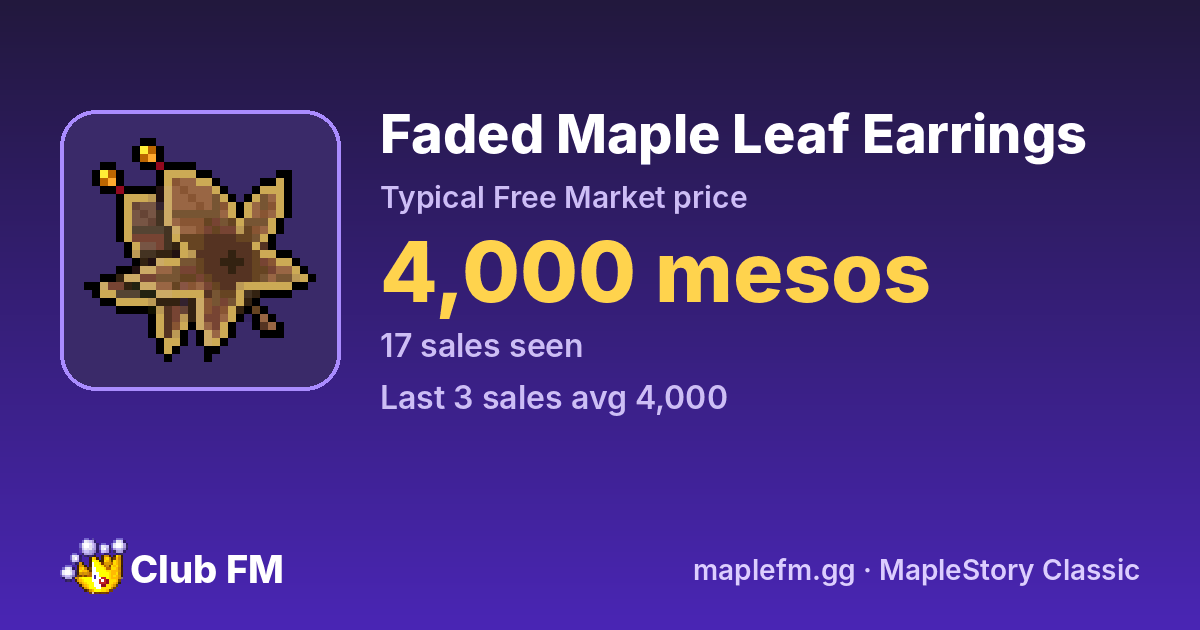 Faded Maple Leaf Earrings
Typical Free Market price
4,000 mesos
17 sales seen
Last 3 sales avg 4,000
Club FM
maplefm.gg · MapleStory Classic